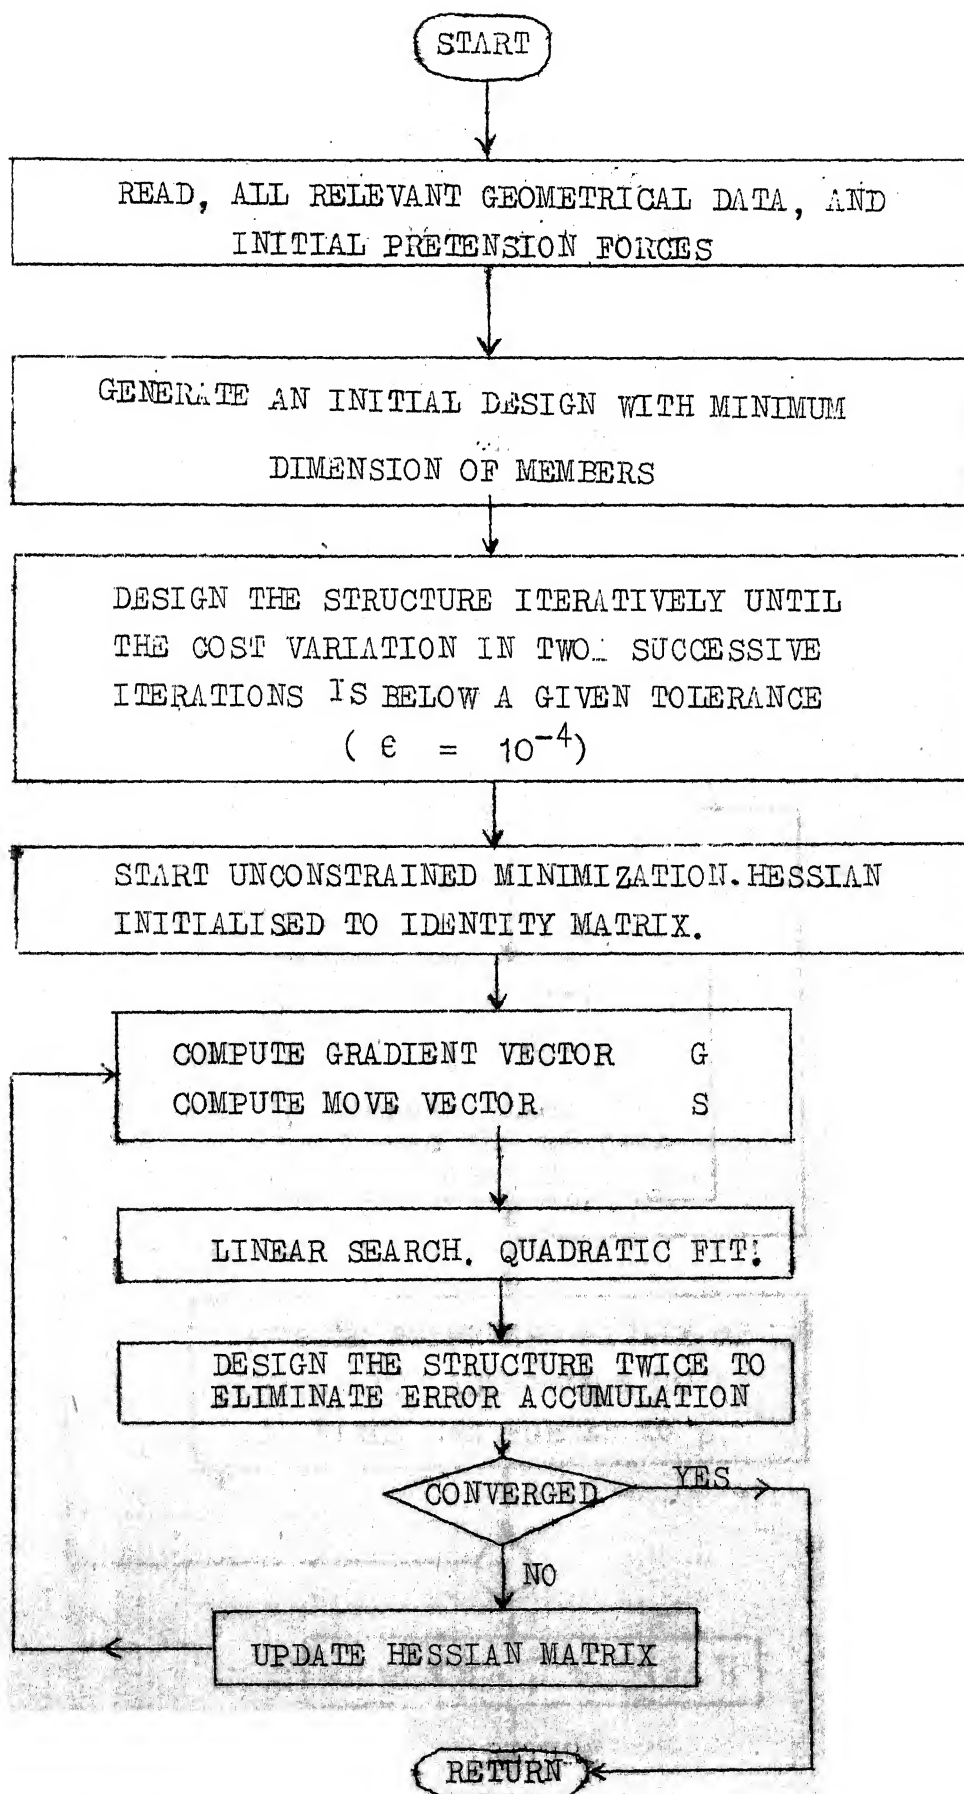 START
READ, ALL RELEVANT GEOMETRICAL DATA, AND
INITIAL PRETENSION FORCES
GENERATE AN INITIAL DESIGN WITH MINIMUM
DIMENSION OF MEMBERS
DESIGN THE STRUCTURE ITERATIVELY UNTIL
THE COST VARIATION IN TWO. SUCCESSIVE
ITERATIONS IS BELOW A GIVEN TOLERANCE
( ϵ = 10⁻⁴)
START UNCONSTRAINED MINIMIZATION.HESSIAN
INITIALISED TO IDENTITY MATRIX.
COMPUTE GRADIENT VECTOR G
COMPUTE MOVE VECTOR S
LINEAR SEARCH. QUADRATIC FIT.
DESIGN THE STRUCTURE TWICE TO
ELIMINATE ERROR ACCUMULATION
CONVERGED
YES
NO
UPDATE HESSIAN MATRIX
RETURN